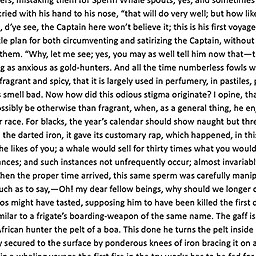 ers, mistaking them for Sperm Whale spouts, yes, and sometimes
cried with his hand to his nose, "that will do very well; but how like
, d'ye see, the Captain here won't believe it; this is his first voyage
tle plan for both circumventing and satirizing the Captain, without
them. "Why, let me see; yes, you may as well tell him now that—t
g as anxious as gold-hunters. And all the time numberless fowls w
fragrant and spicy, that it is largely used in perfumery, in pastiles, p
s smell bad. Now how did this odious stigma originate? I opine, tha
ossibly be otherwise than fragrant, when, as a general thing, he en
r race. For blacks, the year's calendar should show naught but thre
the darted iron, it gave its customary rap, which happened, in this
he likes of you; a whale would sell for thirty times what you would
nces; and such instances not unfrequently occur; almost invariabl
hen the proper time arrived, this same sperm was carefully manip
uch as to say,—Oh! my dear fellow beings, why should we longer c
os might have tasted, supposing him to have been killed the first d
milar to a frigate's boarding-weapon of the same name. The gaff is
African hunter the pelt of a boa. This done he turns the pelt inside
y secured to the surface by ponderous knees of iron bracing it on a